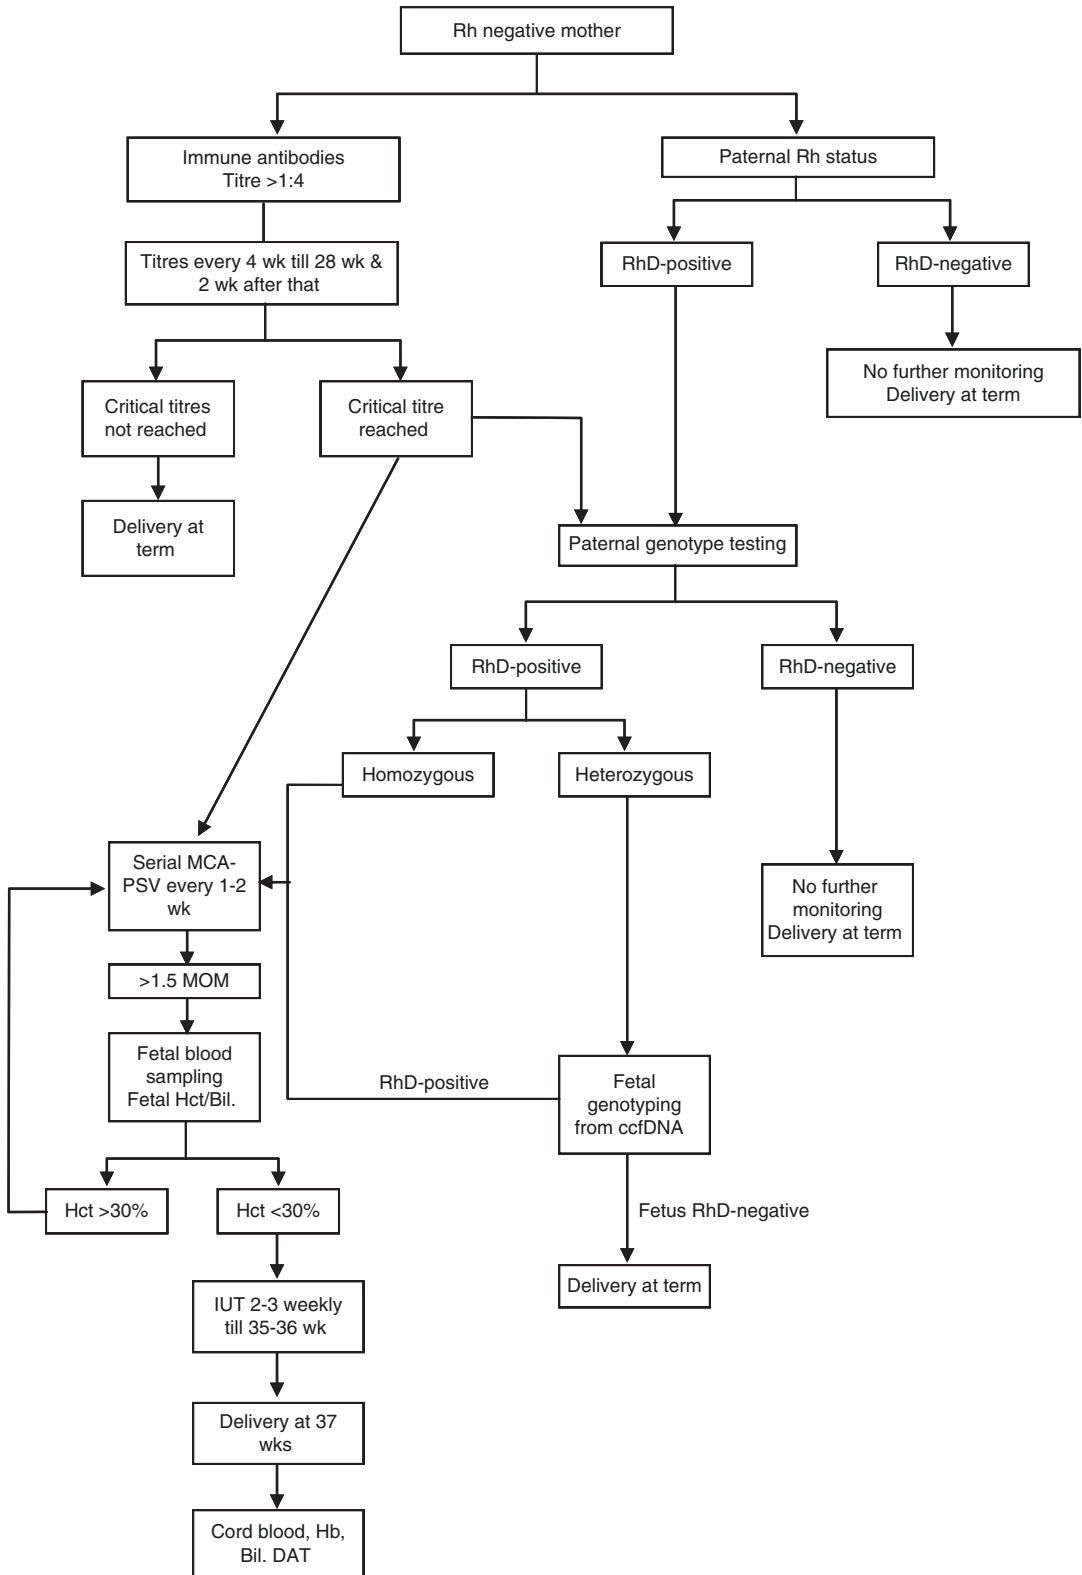 Rh negative mother
Immune antibodies
Titre >1:4
Paternal Rh status
Titres every 4 wk till 28 wk &
2 wk after that
RhD-positive
RhD-negative
No further monitoring
Delivery at term
Critical titres
not reached
Critical titre
reached
Delivery at
term
Paternal genotype testing
RhD-positive
RhD-negative
Homozygous
Heterozygous
Serial MCA-
PSV every 1-2
wk
No further
monitoring
Delivery at term
>1.5 MOM
Fetal blood
sampling
Fetal Hct/Bil.
RhD-positive
Fetal
genotyping
from ccfDNA
Hct >30%
Hct <30%
Fetus RhD-negative
Delivery at term
IUT 2-3 weekly
till 35-36 wk
Delivery at 37
wks
Cord blood, Hb,
Bil. DAT